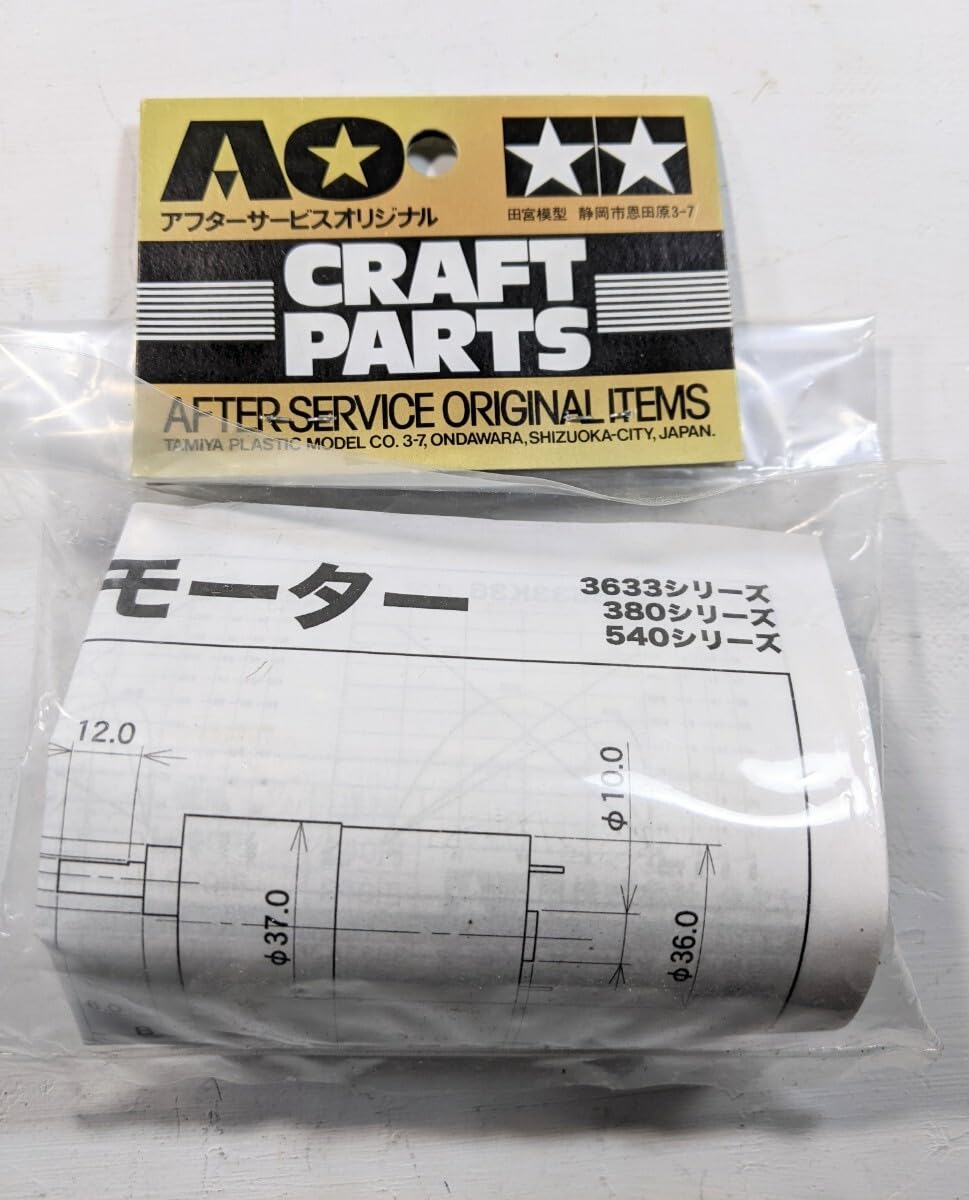 AO
アフターサービスオリジナル
田宮模型 静岡市恩田原3-7
CRAFT
PARTS
AFTER SERVICE ORIGINAL ITEMS
TAMIYA PLASTIC MODEL CO. 3-7, ONDAWARA, SHIZUOKA-CITY, JAPAN.
モーター
3633シリーズ
380シリーズ
540シリーズ
12.0
φ10.0
φ37.0
φ36.0
6.0